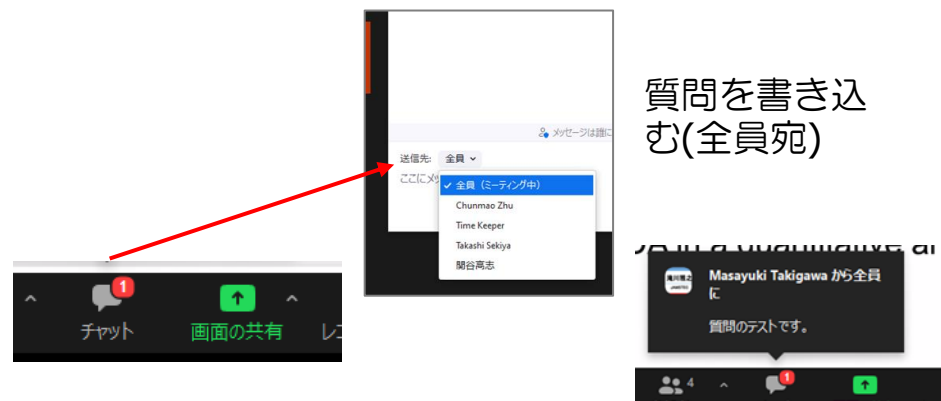 質問を書き込
む(全員宛)
メッセージは誰に
送信先: 全員
ここにメッ
全員（ミーティング中）
Chunmao Zhu
Time Keeper
Takashi Sekiya
関谷高志
1
チャット
画面の共有
レコ
in a quantitative
Masayuki Takigawa から全員
に
質問のテストです。
4
1